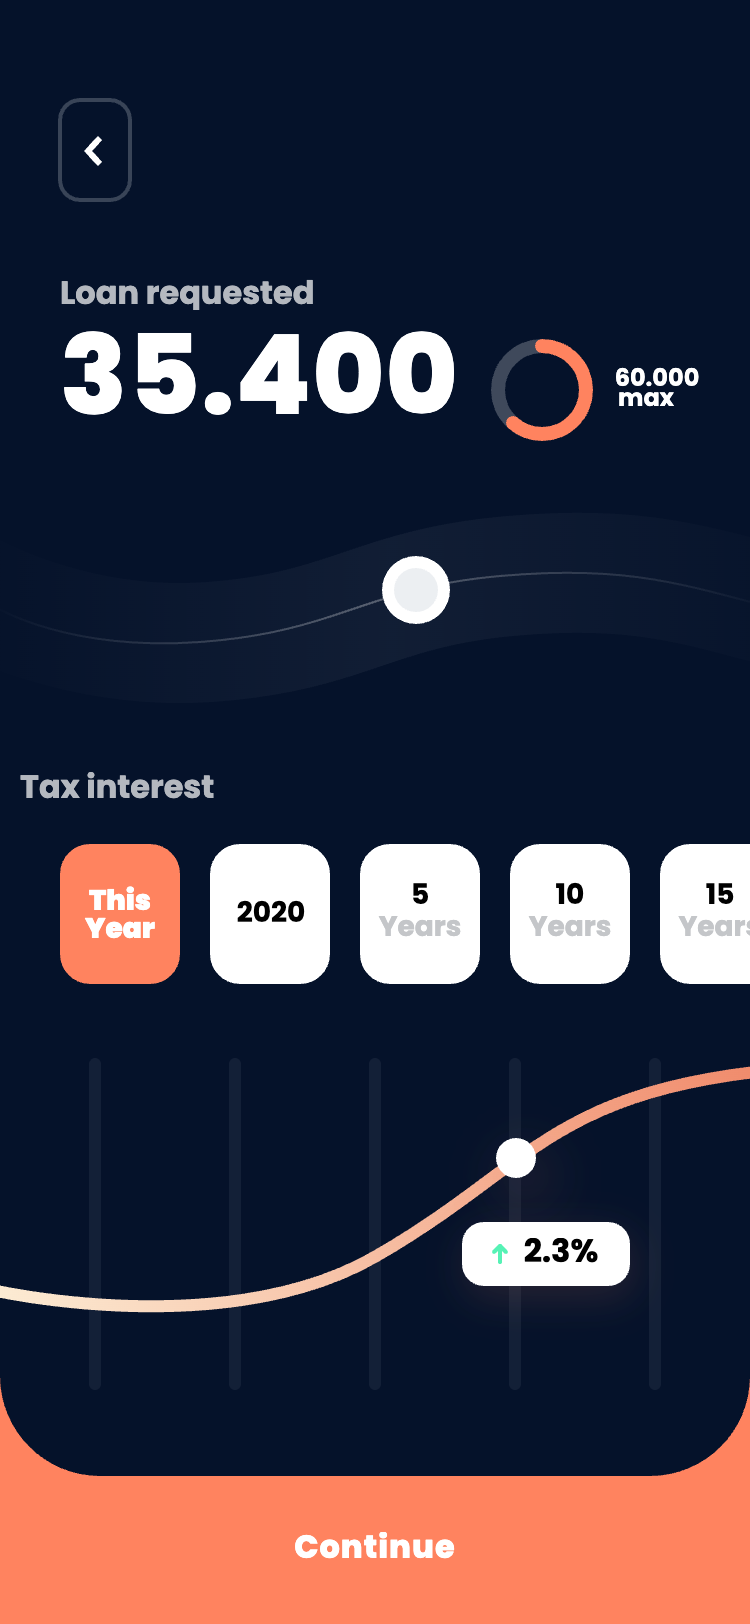 Loan requested
35.400
60.000
max
Tax interest
This
Year
2020
5
Years
10
Years
15
Years
2.3%
Continue